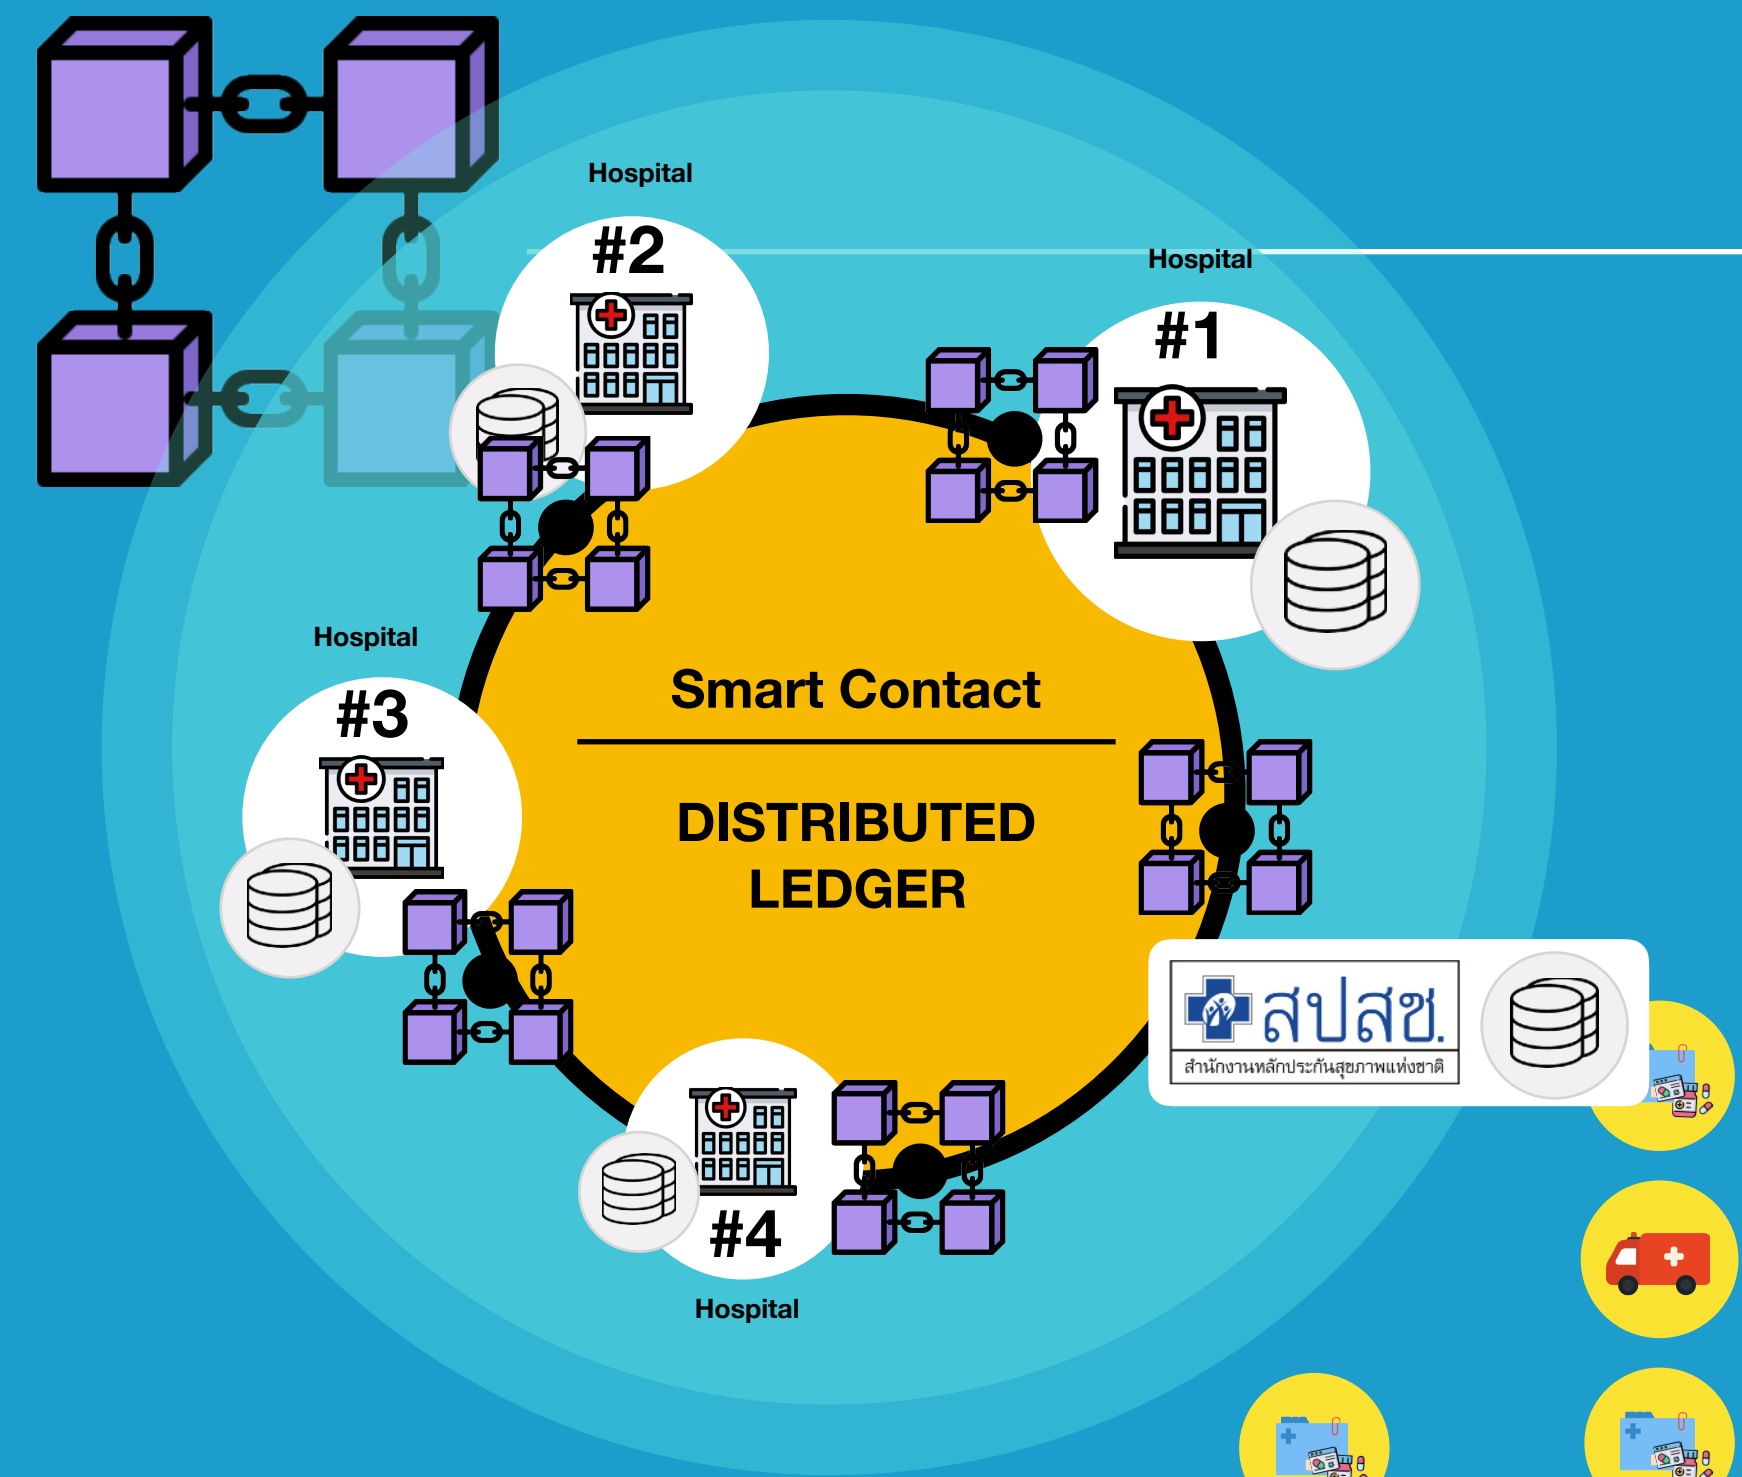 Hospital
#2
Hospital
#1
Hospital
#3
Smart Contact
DISTRIBUTED
LEDGER
สปสช.
สำนักงานหลักประกันสุขภาพแห่งชาติ
#4
Hospital